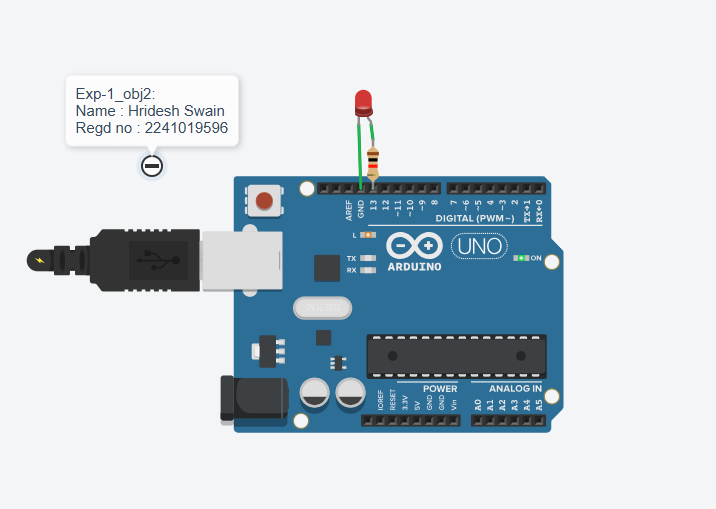 Exp-1_obj2:
Name : Hridesh Swain
Regd no : 2241019596
AREF
GND
13
12
~11
~10
~9
8
7
~6
~5
4
~3
2
TX→1
RX←0
DIGITAL (PWM~)
L
TX
RX
ARDUINO
UNO
ON
POWER
ANALOG IN
IOREF
RESET
3.3V
5V
GND
GND
Vin
A0
A1
A2
A3
A4
A5